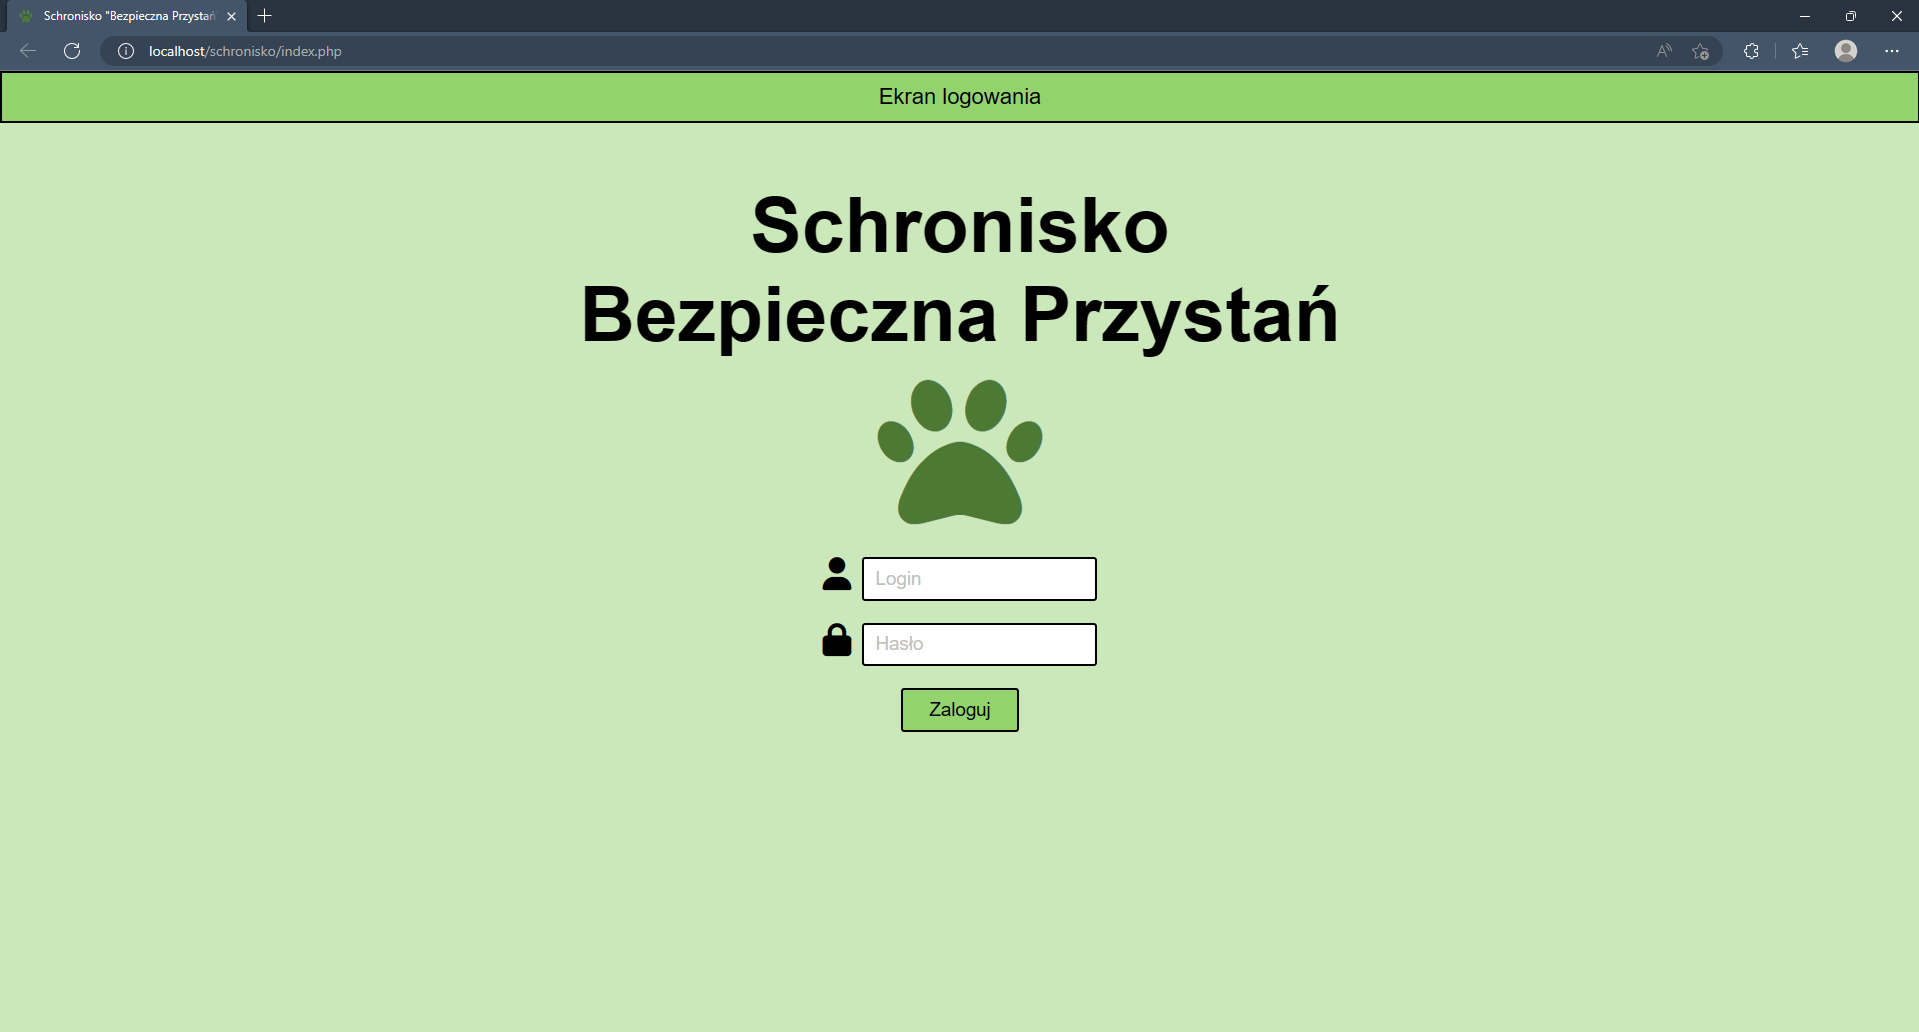 Schronisko "Bezpieczna Przystań
localhost/schronisko/index.php
Ekran logowania
Schronisko
Bezpieczna Przystań
Login
Hasło
Zaloguj